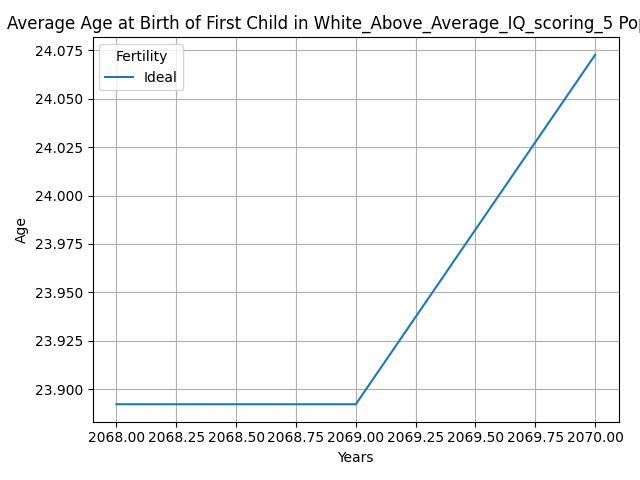 Average Age at Birth of First Child in White_Above_Average_IQ_scoring_5
Fertility
Ideal
24.075
24.050
24.025
24.000
23.975
23.950
23.925
23.900
Age
2068.00 2068.25 2068.50 2068.75 2069.00 2069.25 2069.50 2069.75 2070.00
Years